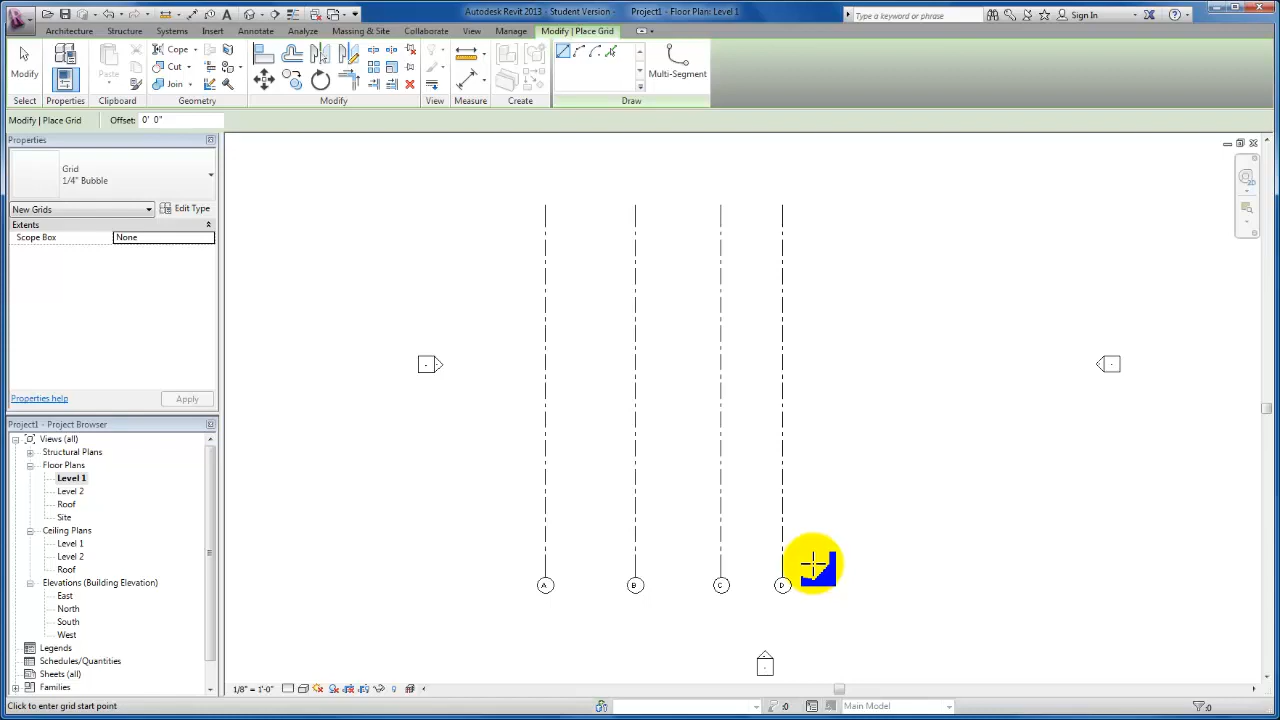 Autodesk Revit 2013 - Student Version - Project1 - Floor Plan: Level 1
Type a keyword or phrase
Sign In
Architecture Structure Systems Insert Annotate Analyze Massing & Site Collaborate View Manage Modify | Place Grid
Modify
Paste
Cope
Cut
Join
Multi-Segment
Select Properties Clipboard Geometry Modify View Measure Create Draw
Modify | Place Grid Offset: 0' 0"
Properties
Grid
1/4" Bubble
New Grids Edit Type
Extents
Scope Box None
Properties help Apply
Project1 - Project Browser
Views (all)
Structural Plans
Floor Plans
Level 1
Level 2
Roof
Site
Ceiling Plans
Level 1
Level 2
Roof
Elevations (Building Elevation)
East
North
South
West
Legends
Schedules/Quantities
Sheets (all)
Families
2D
A B C D
1/8" = 1'-0"
Click to enter grid start point
:0
Main Model
:0